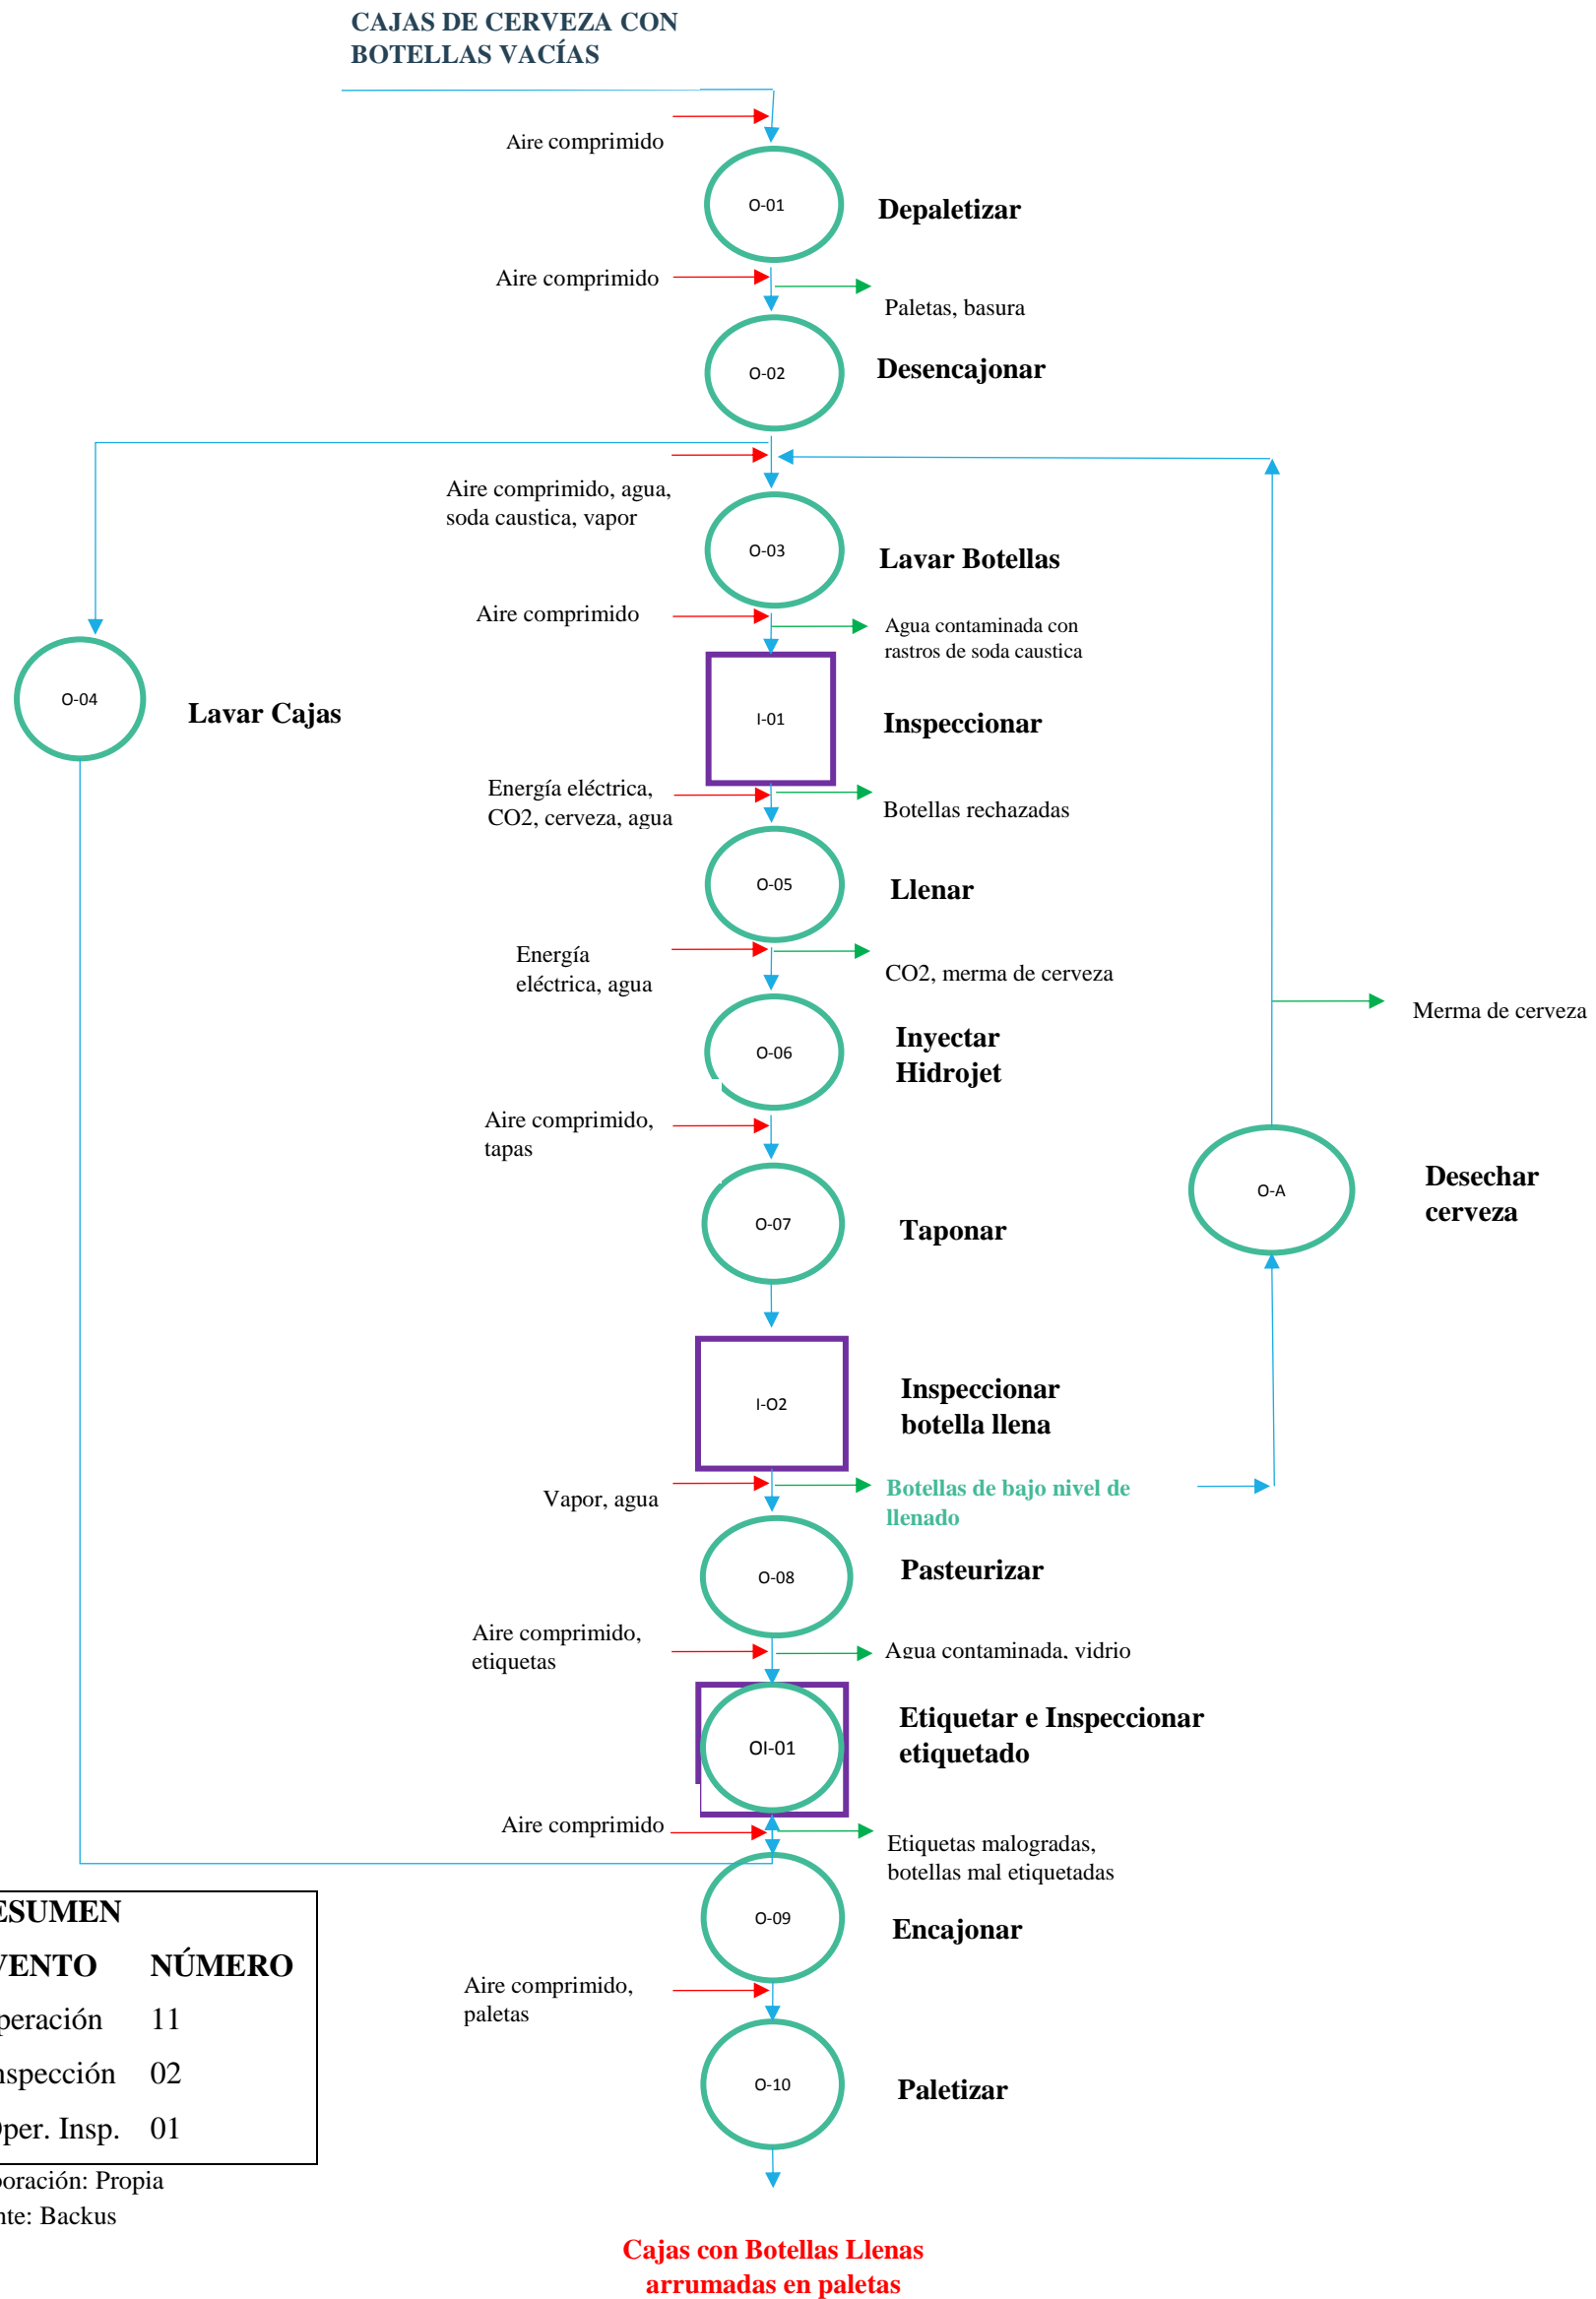 CAJAS DE CERVEZA CON
BOTELLAS VACÍAS
Aire comprimido
O-01
Depaletizar
Aire comprimido
Paletas, basura
O-02
Desencajonar
Aire comprimido, agua,
soda caustica, vapor
O-03
Lavar Botellas
Aire comprimido
Agua contaminada con
rastros de soda caustica
O-04
Lavar Cajas
I-01
Inspeccionar
Energía eléctrica,
CO2, cerveza, agua
Botellas rechazadas
O-05
Llenar
Energía
eléctrica, agua
CO2, merma de cerveza
Merma de cerveza
O-06
Inyectar
Hidrojet
Aire comprimido,
tapas
O-A
Desechar
cerveza
O-07
Taponar
I-O2
Inspeccionar
botella llena
Vapor, agua
Botellas de bajo nivel de
llenado
O-08
Pasteurizar
Aire comprimido,
etiquetas
Agua contaminada, vidrio
OI-01
Etiquetar e Inspeccionar
etiquetado
Aire comprimido
Etiquetas malogradas,
botellas mal etiquetadas
O-09
Encajonar
ESUMEN
VENTO NÚMERO
peración 11
nspección 02
Oper. Insp. 01
Aire comprimido,
paletas
O-10
Paletizar
boración: Propia
nte: Backus
Cajas con Botellas Llenas
arrumadas en paletas